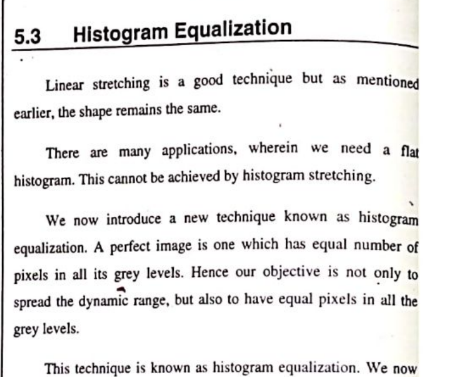 5.3 Histogram Equalization
Linear stretching is a good technique but as mentioned
earlier, the shape remains the same.
There are many applications, wherein we need a flat
histogram. This cannot be achieved by histogram stretching.
We now introduce a new technique known as histogram
equalization. A perfect image is one which has equal number of
pixels in all its grey levels. Hence our objective is not only to
spread the dynamic range, but also to have equal pixels in all the
grey levels.
This technique is known as histogram equalization. We now